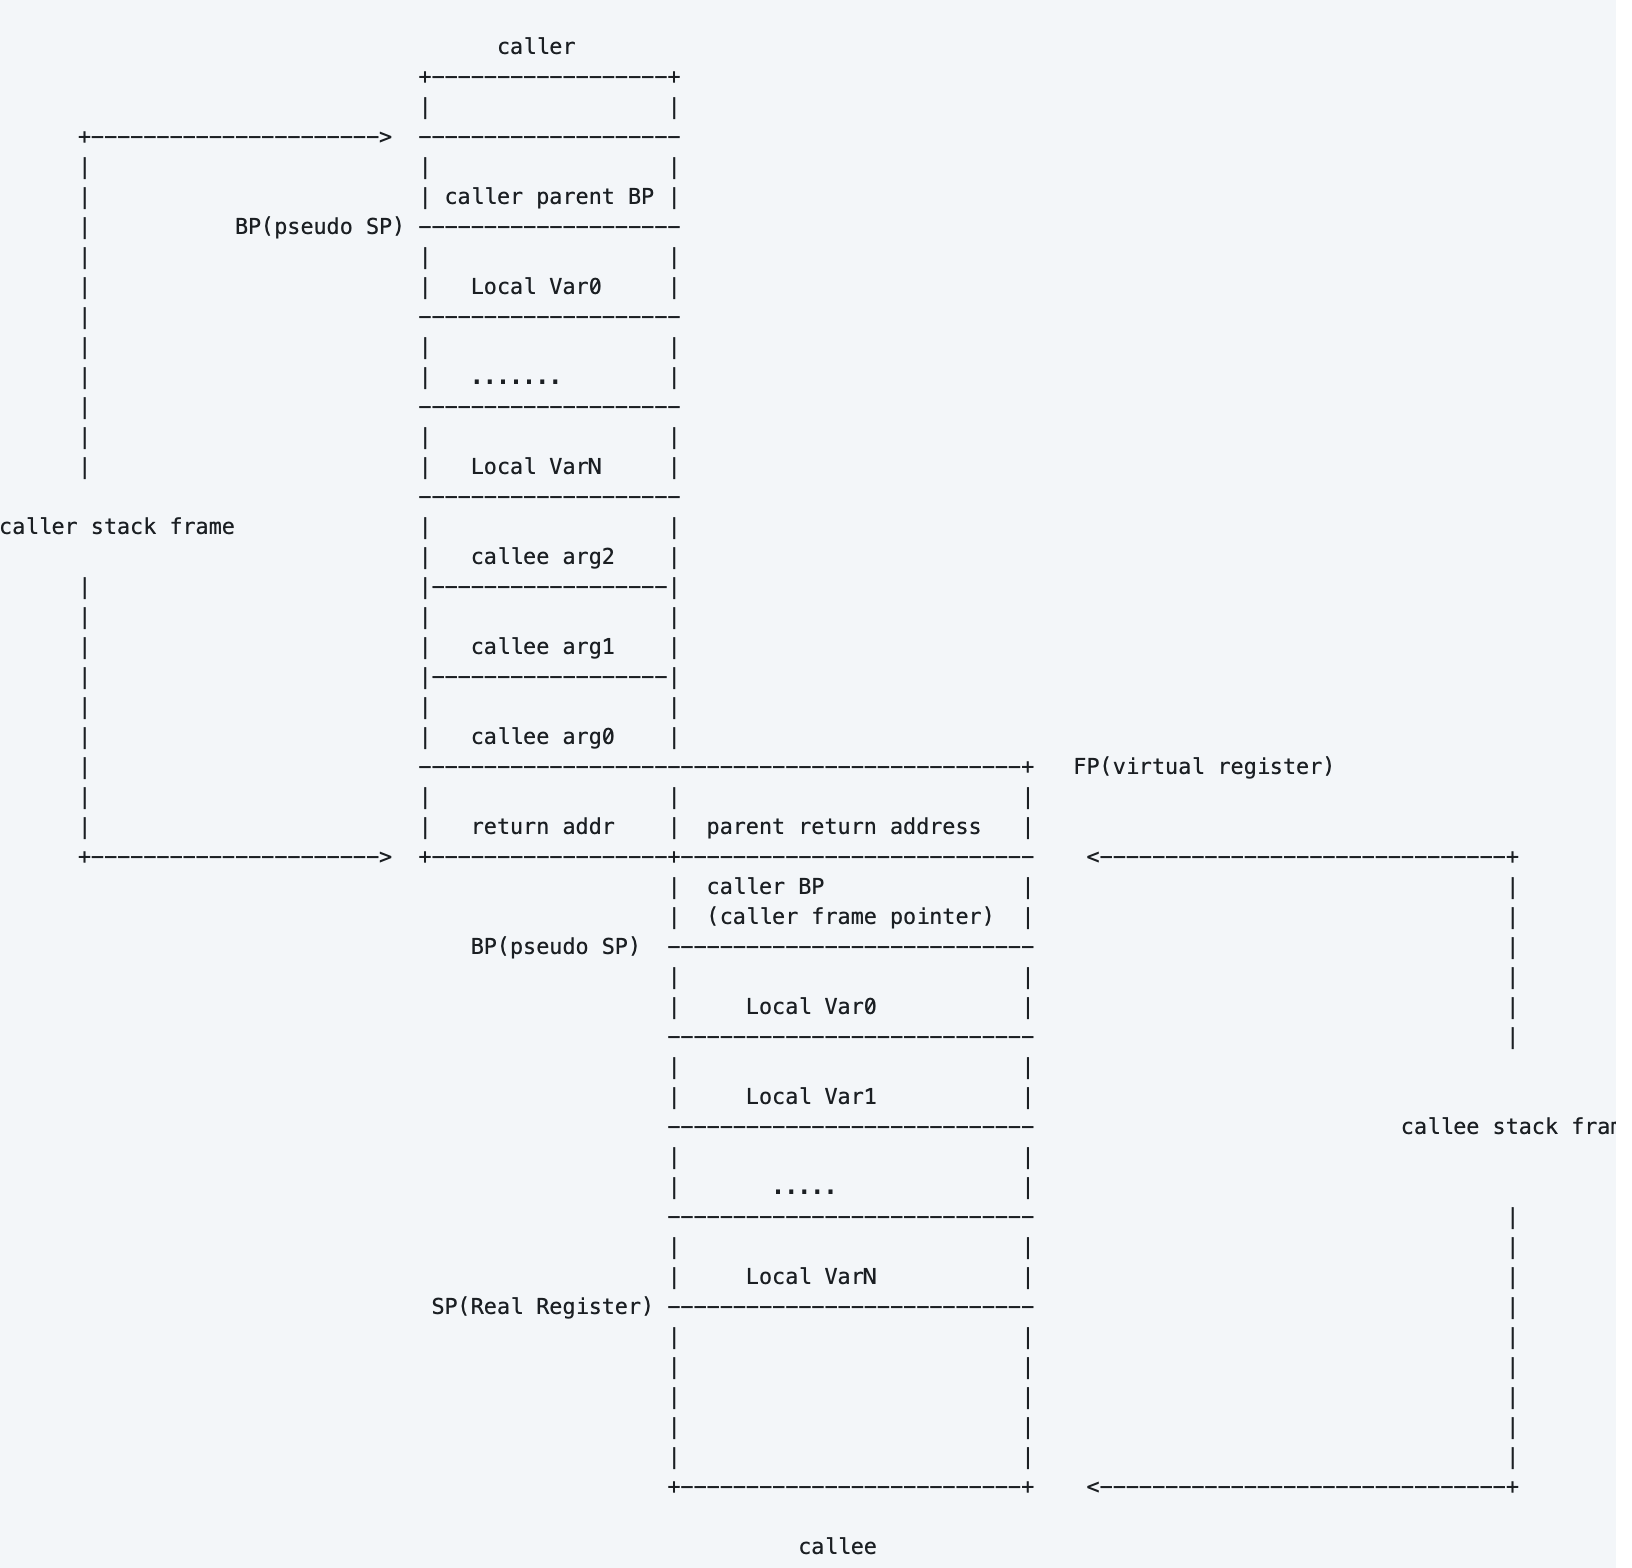 caller
caller parent BP
BP(pseudo SP)
Local Var0
.......
Local VarN
caller stack frame
callee arg2
callee arg1
callee arg0
FP(virtual register)
return addr parent return address
caller BP
(caller frame pointer)
BP(pseudo SP)
Local Var0
Local Var1
callee stack
.....
Local VarN
SP(Real Register)
callee